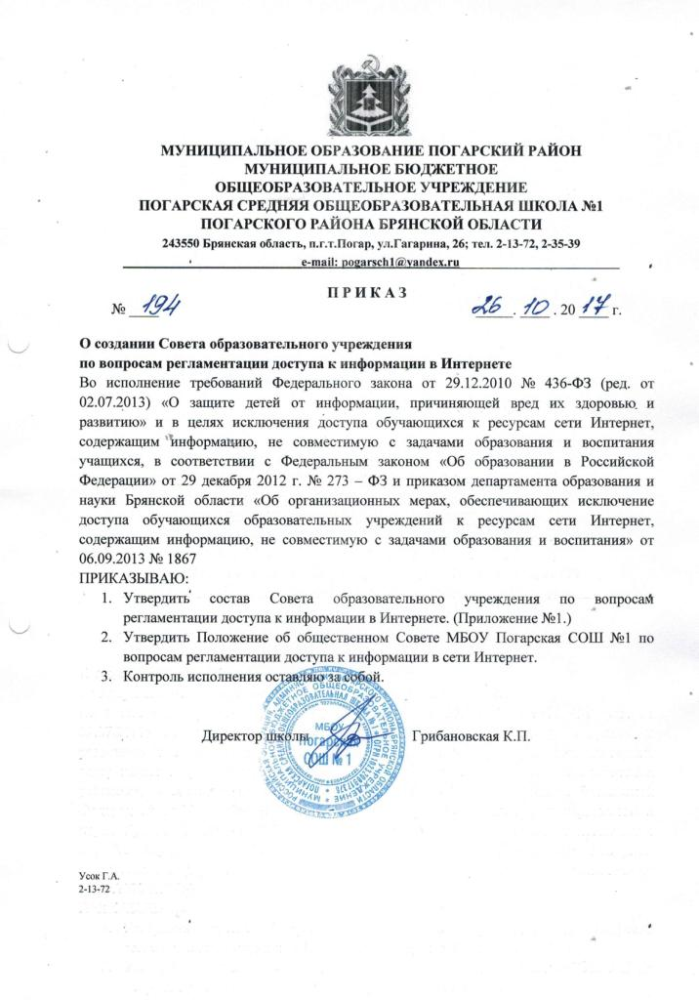 МУНИЦИПАЛЬНОЕ ОБРАЗОВАНИЕ ПОГАРСКИЙ РАЙОН
МУНИЦИПАЛЬНОЕ БЮДЖЕТНОЕ
ОБЩЕОБРАЗОВАТЕЛЬНОЕ УЧРЕЖДЕНИЕ
ПОГАРСКАЯ СРЕДНЯЯ ОБЩЕОБРАЗОВАТЕЛЬНАЯ ШКОЛА №1
ПОГАРСКОГО РАЙОНА БРЯНСКОЙ ОБЛАСТИ
243550 Брянская область, п.г.т.Погар, ул.Гагарина, 26; тел. 2-13-72, 2-35-39
e-mail: pogarsch1@yandex.ru
П Р И К А З
№ 194 26 . 10 . 20 17 г.
О создании Совета образовательного учреждения
по вопросам регламентации доступа к информации в Интернете
Во исполнение требований Федерального закона от 29.12.2010 № 436-ФЗ (ред. от
02.07.2013) «О защите детей от информации, причиняющей вред их здоровью и
развитию» и в целях исключения доступа обучающихся к ресурсам сети Интернет,
содержащим информацию, не совместимую с задачами образования и воспитания
учащихся, в соответствии с Федеральным законом «Об образовании в Российской
Федерации» от 29 декабря 2012 г. № 273 – ФЗ и приказом департамента образования и
науки Брянской области «Об организационных мерах, обеспечивающих исключение
доступа обучающихся образовательных учреждений к ресурсам сети Интернет,
содержащим информацию, не совместимую с задачами образования и воспитания» от
06.09.2013 № 1867
ПРИКАЗЫВАЮ:
1. Утвердить состав Совета образовательного учреждения по вопросам
регламентации доступа к информации в Интернете. (Приложение №1.)
2. Утвердить Положение об общественном Совете МБОУ Погарская СОШ №1 по
вопросам регламентации доступа к информации в сети Интернет.
3. Контроль исполнения оставляю за собой.
Директор школы Грибановская К.П.
МБОУ
Погарская
СОШ № 1
Усок Г.А.
2-13-72